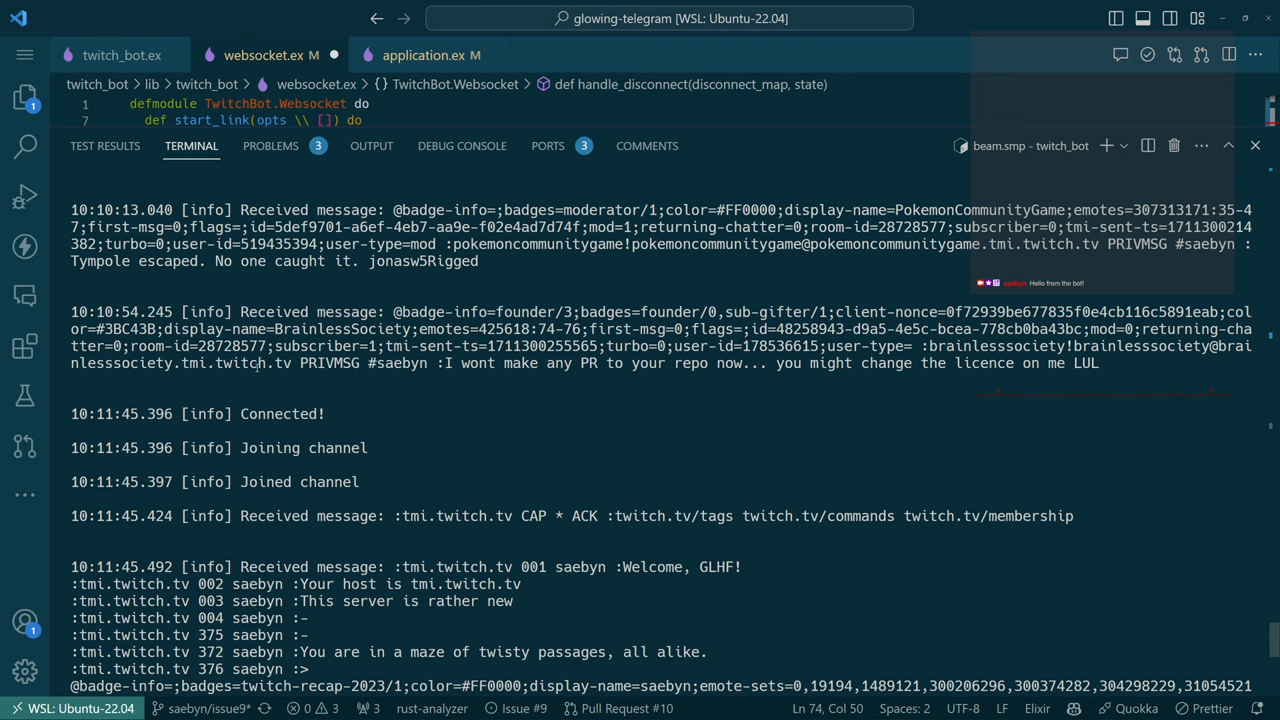 glowing-telegram [WSL: Ubuntu-22.04]
twitch_bot.ex
websocket.ex M
application.ex M
twitch_bot > lib > twitch_bot > websocket.ex > {} TwitchBot.Websocket > def handle_disconnect(disconnect_map, state)
1 defmodule TwitchBot.Websocket do
7 def start_link(opts \\ []) do
TEST RESULTS TERMINAL PROBLEMS 3 OUTPUT DEBUG CONSOLE PORTS 3 COMMENTS
beam.smp - twitch_bot
10:10:13.040 [info] Received message: @badge-info=;badges=moderator/1;color=#FF0000;display-name=PokemonCommunityGame;emotes=307313171:35-4
7;first-msg=0;flags=;id=5def9701-a6ef-4eb7-aa9e-f02e4ad7d74f;mod=1;returning-chatter=0;room-id=28728577;subscriber=0;tmi-sent-ts=1711300214
382;turbo=0;user-id=519435394;user-type=mod :pokemoncommunitygame!pokemoncommunitygame@pokemoncommunitygame.tmi.twitch.tv PRIVMSG #saebyn :
Tympole escaped. No one caught it. jonasw5Rigged
saebyn Hello from the bot!
10:10:54.245 [info] Received message: @badge-info=founder/3;badges=founder/0,sub-gifter/1;client-nonce=0f72939be677835f0e4cb116c5891eab;col
or=#3BC43B;display-name=BrainlessSociety;emotes=425618:74-76;first-msg=0;flags=;id=48258943-d9a5-4e5c-bcea-778cb0ba43bc;mod=0;returning-cha
tter=0;room-id=28728577;subscriber=1;tmi-sent-ts=1711300255565;turbo=0;user-id=178536615;user-type= :brainlesssociety!brainlesssociety@brai
nlesssociety.tmi.twitch.tv PRIVMSG #saebyn :I wont make any PR to your repo now... you might change the licence on me LUL
10:11:45.396 [info] Connected!
10:11:45.396 [info] Joining channel
10:11:45.397 [info] Joined channel
10:11:45.424 [info] Received message: :tmi.twitch.tv CAP * ACK :twitch.tv/tags twitch.tv/commands twitch.tv/membership
10:11:45.492 [info] Received message: :tmi.twitch.tv 001 saebyn :Welcome, GLHF!
:tmi.twitch.tv 002 saebyn :Your host is tmi.twitch.tv
:tmi.twitch.tv 003 saebyn :This server is rather new
:tmi.twitch.tv 004 saebyn :-
:tmi.twitch.tv 375 saebyn :-
:tmi.twitch.tv 372 saebyn :You are in a maze of twisty passages, all alike.
:tmi.twitch.tv 376 saebyn :>
@badge-info=;badges=twitch-recap-2023/1;color=#FF0000;display-name=saebyn;emote-sets=0,19194,1489121,300206296,300374282,304298229,31054521
1
1
WSL: Ubuntu-22.04 saebyn/issue9* 0 3 3 rust-analyzer Issue #9 Pull Request #10 Ln 74, Col 50 Spaces: 2 UTF-8 LF Elixir Quokka Prettier